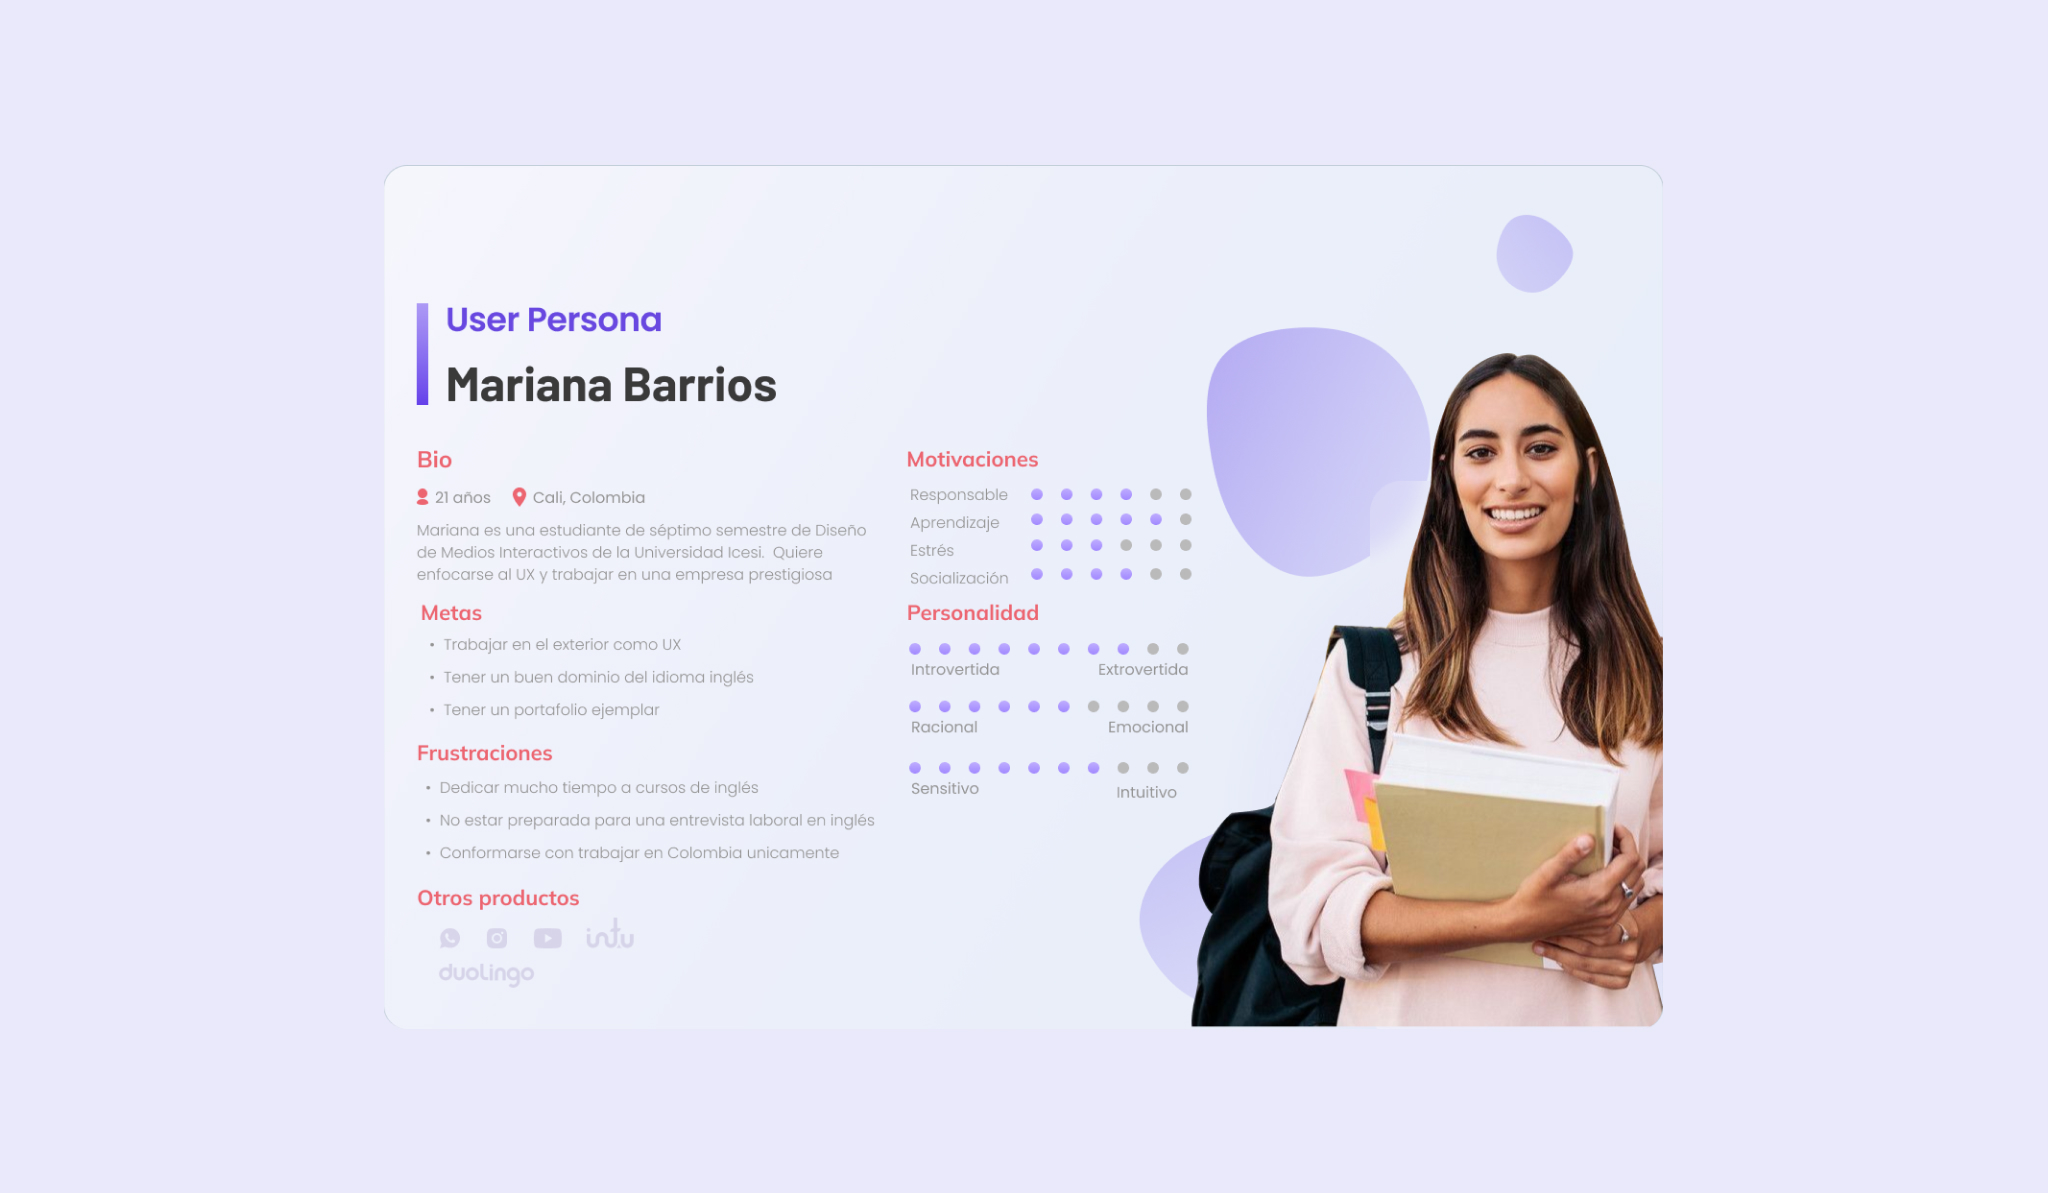 User Persona
Mariana Barrios
Bio
21 años
Cali, Colombia
Mariana es una estudiante de séptimo semestre de Diseño
de Medios Interactivos de la Universidad Icesi. Quiere
enfocarse al UX y trabajar en una empresa prestigiosa
Metas
• Trabajar en el exterior como UX
• Tener un buen dominio del idioma inglés
• Tener un portafolio ejemplar
Frustraciones
• Dedicar mucho tiempo a cursos de inglés
• No estar preparada para una entrevista laboral en inglés
• Conformarse con trabajar en Colombia unicamente
Otros productos
intu
duolingo
Motivaciones
Responsable
Aprendizaje
Estrés
Socialización
Personalidad
Introvertida Extrovertida
Racional Emocional
Sensitivo Intuitivo